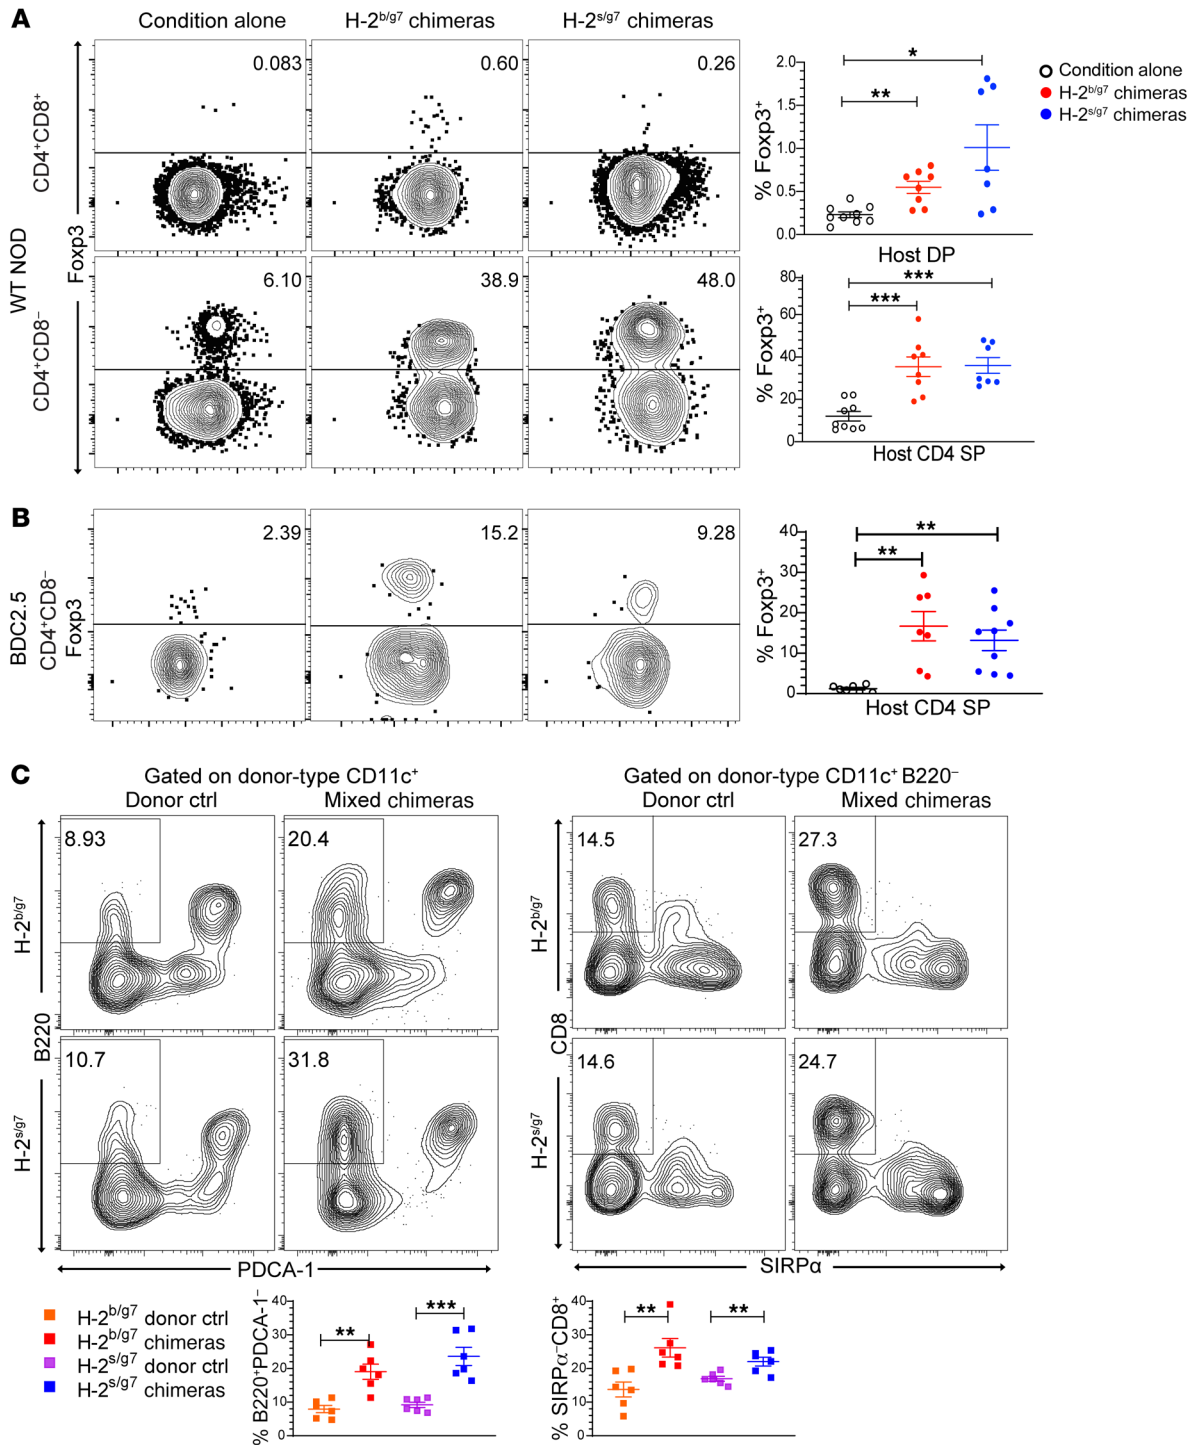 A
Condition alone
H-2b/g7 chimeras
H-2s/g7 chimeras
WT NOD
Foxp3
CD4+CD8+
0.083
0.60
0.26
CD4+CD8−
6.10
38.9
48.0
% Foxp3+
2.0
1.5
1.0
0.5
0.0
*
**
Host DP
Condition alone
H-2b/g7 chimeras
H-2s/g7 chimeras
% Foxp3+
80
60
40
20
0
***
***
Host CD4 SP
B
BDC2.5
CD4+CD8−
Foxp3
2.39
15.2
9.28
% Foxp3+
40
30
20
10
0
**
**
Host CD4 SP
C
Gated on donor-type CD11c+
Donor ctrl
Mixed chimeras
H-2b/g7
8.93
20.4
B220
H-2s/g7
10.7
31.8
PDCA-1
Gated on donor-type CD11c+ B220−
Donor ctrl
Mixed chimeras
H-2b/g7
14.5
27.3
CD8
H-2s/g7
14.6
24.7
SIRPα
H-2b/g7 donor ctrl
H-2b/g7 chimeras
H-2s/g7 donor ctrl
H-2s/g7 chimeras
% B220+PDCA-1−
40
30
20
10
0
**
***
% SIRPα−CD8+
40
30
20
10
0
**
**